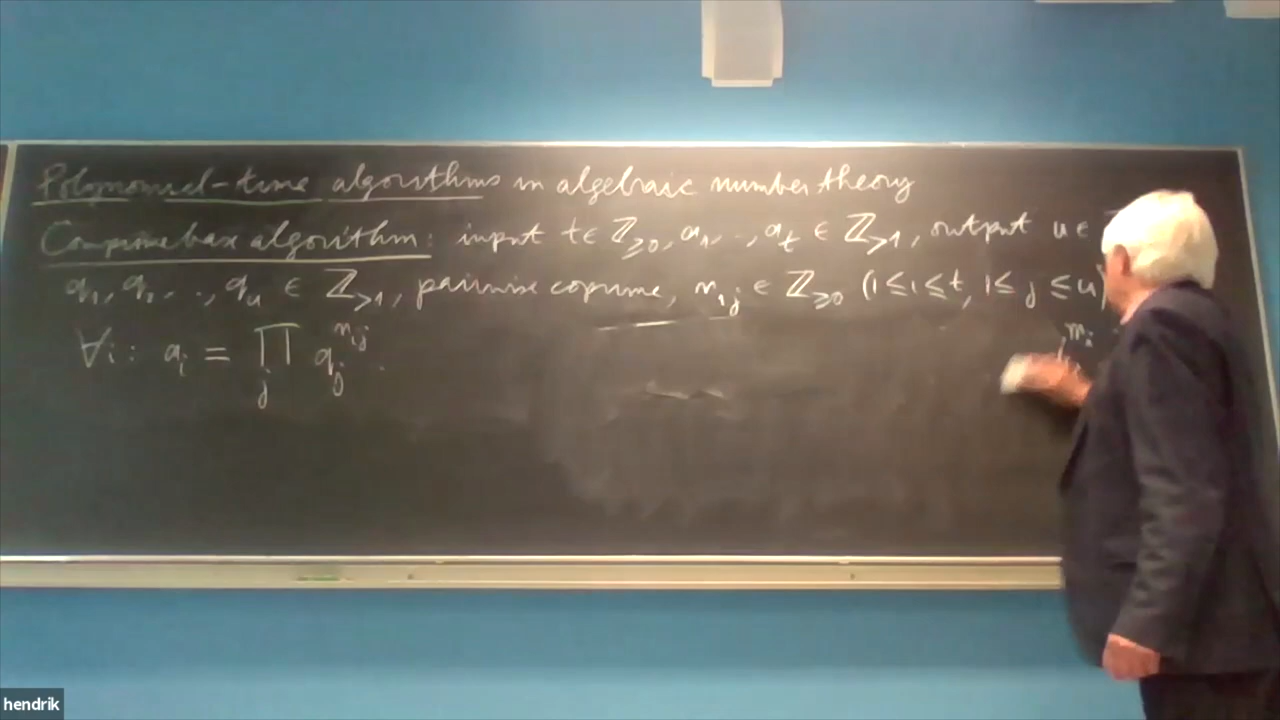 Polynomial-time algorithms in algebraic number theory
Coprime base algorithm: input t ∈ ℤ≥0, a₁, .., aₜ ∈ ℤ>1, output u ∈
q₁, q₂, .., qᵤ ∈ ℤ>1, pairwise coprime, nᵢⱼ ∈ ℤ≥0 (1 ≤ i ≤ t, 1 ≤ j ≤ u)
∀i: aᵢ = ∏ⱼ qⱼ^{nᵢⱼ}.
hendrik